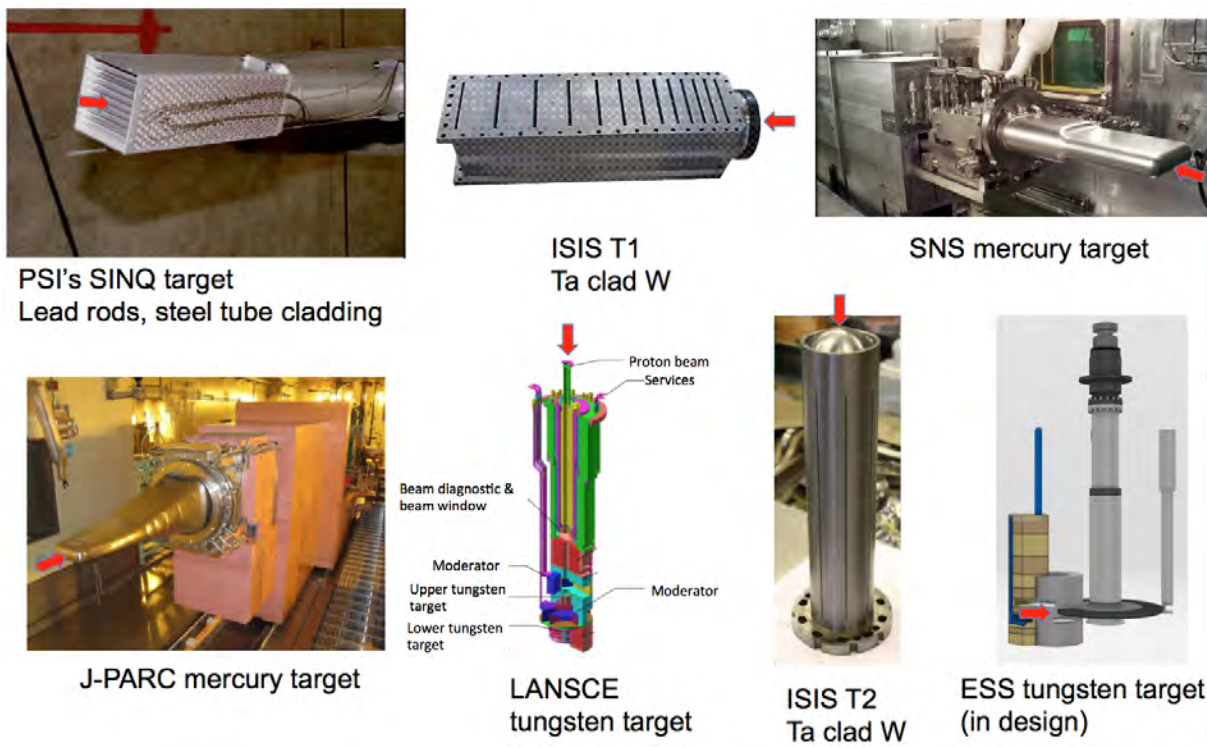 PSI's SINQ target
Lead rods, steel tube cladding
ISIS T1
Ta clad W
SNS mercury target
J-PARC mercury target
Proton beam
Services
Beam diagnostic &
beam window
Moderator
Upper tungsten
target
Moderator
Lower tungsten
target
LANSCE
tungsten target
ISIS T2
Ta clad W
ESS tungsten target
(in design)